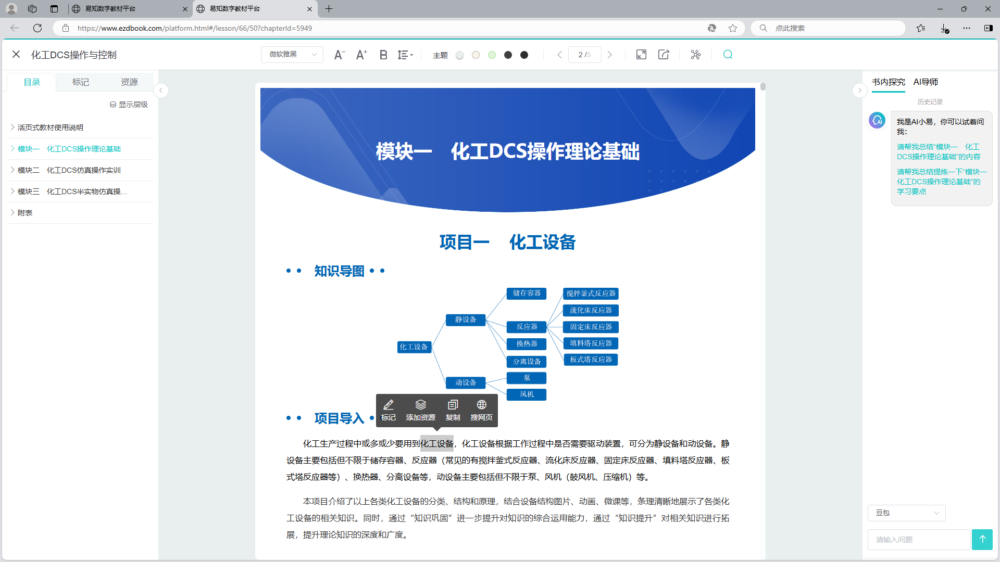 易知数字教材平台
易知数字教材平台
https://www.ezdbook.com/platform.html#/lesson/66/50?chapterId=5949
点此搜索
化工DCS操作与控制
微软雅黑
A−
A+
B
主题
2 /5
目录
标记
资源
显示层级
活页式教材使用说明
模块一 化工DCS操作理论基础
模块二 化工DCS仿真操作实训
模块三 化工DCS半实物仿真操...
附表
模块一 化工DCS操作理论基础
项目一 化工设备
知识导图
化工设备
静设备
动设备
储存容器
反应器
换热器
分离设备
泵
风机
搅拌釜式反应器
流化床反应器
固定床反应器
填料塔反应器
板式塔反应器
标记
添加资源
复制
搜网页
项目导入
化工生产过程中或多或少要用到化工设备，化工设备根据工作过程中是否需要驱动装置，可分为静设备和动设备。静
设备主要包括但不限于储存容器、反应器（常见的有搅拌釜式反应器、流化床反应器、固定床反应器、填料塔反应器、板
式塔反应器等）、换热器、分离设备等，动设备主要包括但不限于泵、风机（鼓风机、压缩机）等。
本项目介绍了以上各类化工设备的分类、结构和原理，结合设备结构图片、动画、微课等，条理清晰地展示了各类化
工设备的相关知识。同时，通过“知识巩固”进一步提升对知识的综合运用能力，通过“知识提升”对相关知识进行拓
展，提升理论知识的深度和广度。
书内探究
AI导师
历史记录
AI
我是AI小易，你可以试着问
我：
请帮我总结“模块一 化工
DCS操作理论基础”的内容
请帮我总结提炼一下“模块一
化工DCS操作理论基础”的
学习要点
豆包
请输入问题